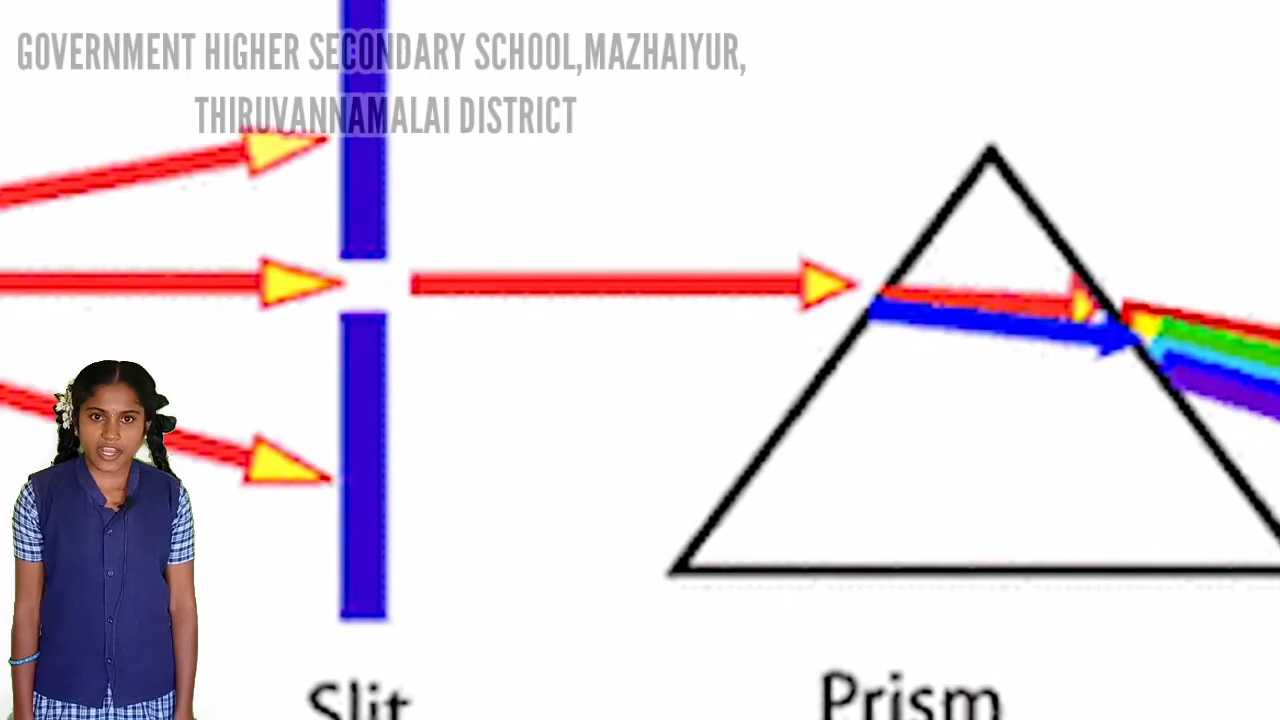 GOVERNMENT HIGHER SECONDARY SCHOOL,MAZHAIYUR,
THIRUVANNAMALAI DISTRICT
Slit
Prism